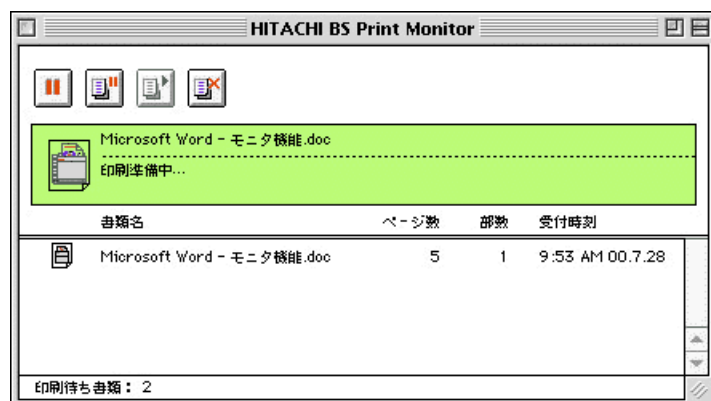 HITACHI BS Print Monitor
Microsoft Word - モニタ機能.doc
印刷準備中...
書類名 ページ数 部数 受付時刻
Microsoft Word - モニタ機能.doc 5 1 9:53 AM 00.7.28
印刷待ち書類： 2